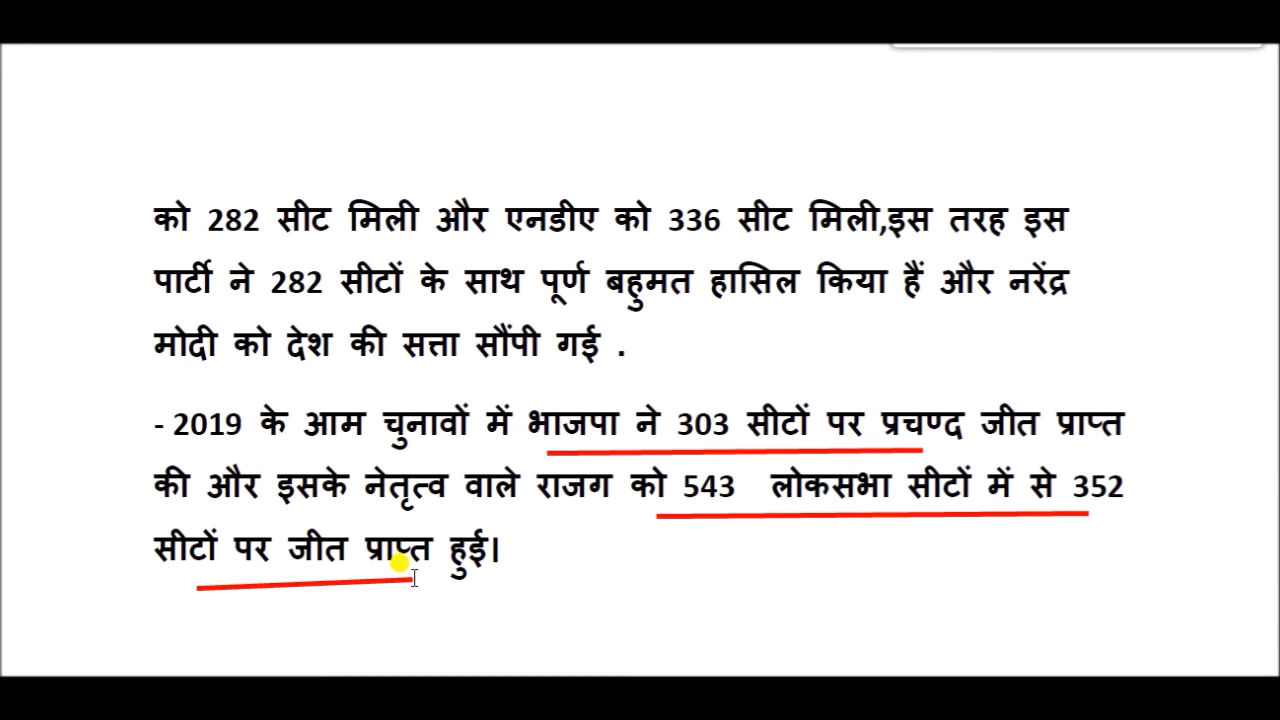 को 282 सीट मिली और एनडीए को 336 सीट मिली,इस तरह इस
पार्टी ने 282 सीटों के साथ पूर्ण बहुमत हासिल किया हैं और नरेंद्र
मोदी को देश की सत्ता सौंपी गई .
- 2019 के आम चुनावों में भाजपा ने 303 सीटों पर प्रचण्द जीत प्राप्त
की और इसके नेतृत्व वाले राजग को 543 लोकसभा सीटों में से 352
सीटों पर जीत प्राप्त हुई।